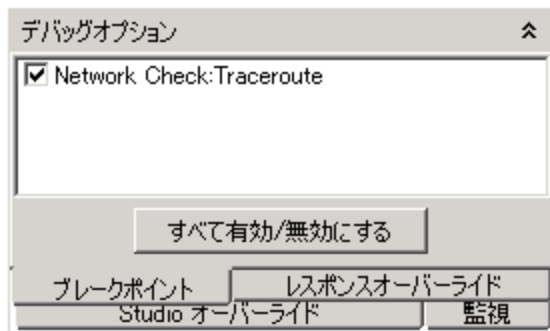 デバッグオプション
Network Check:Traceroute
すべて有効/無効にする
ブレークポイント レスポンスオーバーライド
Studio オーバーライド 監視